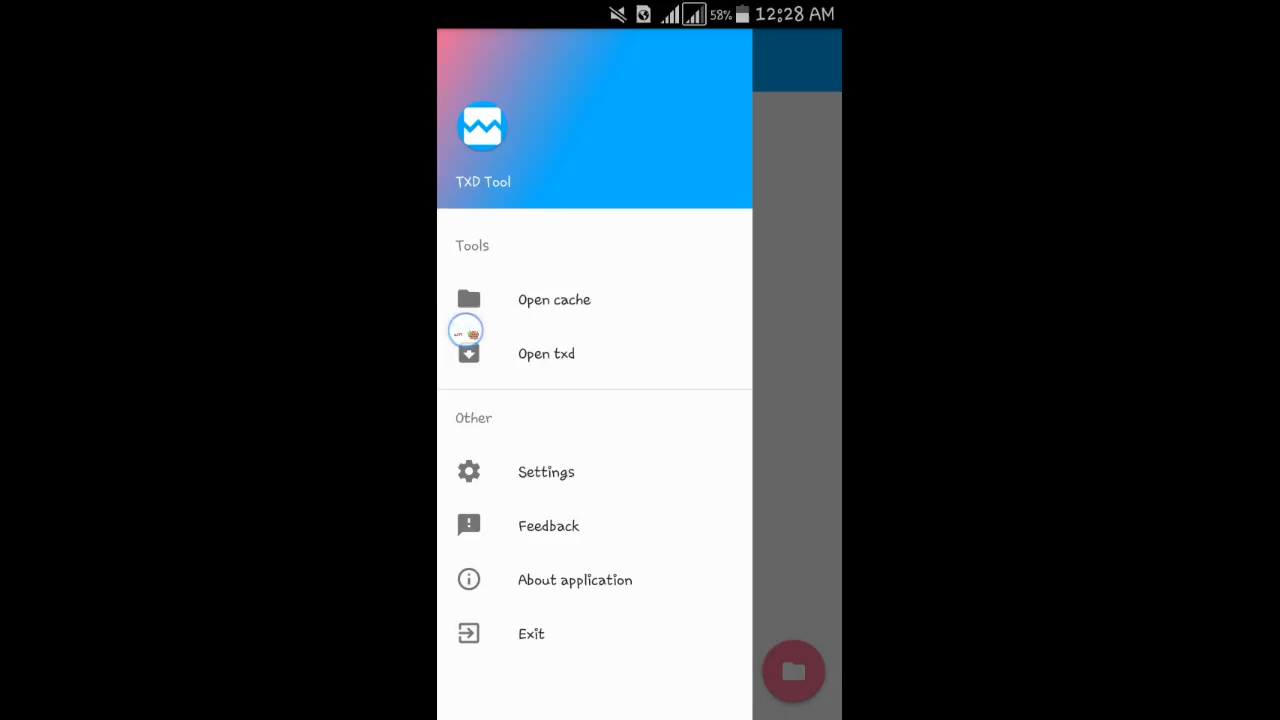 58% 12:28 AM
TXD Tool
Tools
Open cache
Open txd
Other
Settings
Feedback
About application
Exit